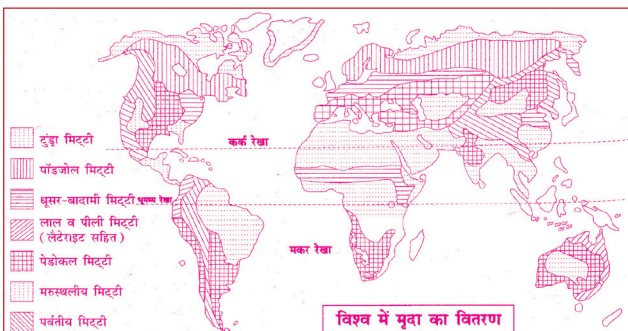 कर्क रेखा
टुंड्रा मिट्टी
पॉडजोल मिट्टी
धूसर-बादामी मिट्टी भूमध्य रेखा
लाल व पीली मिट्टी
(लैटेराइट सहित)
पेडोकल मिट्टी
मकर रेखा
मरुस्थलीय मिट्टी
पर्वतीय मिट्टी
विश्व में मृदा का वितरण